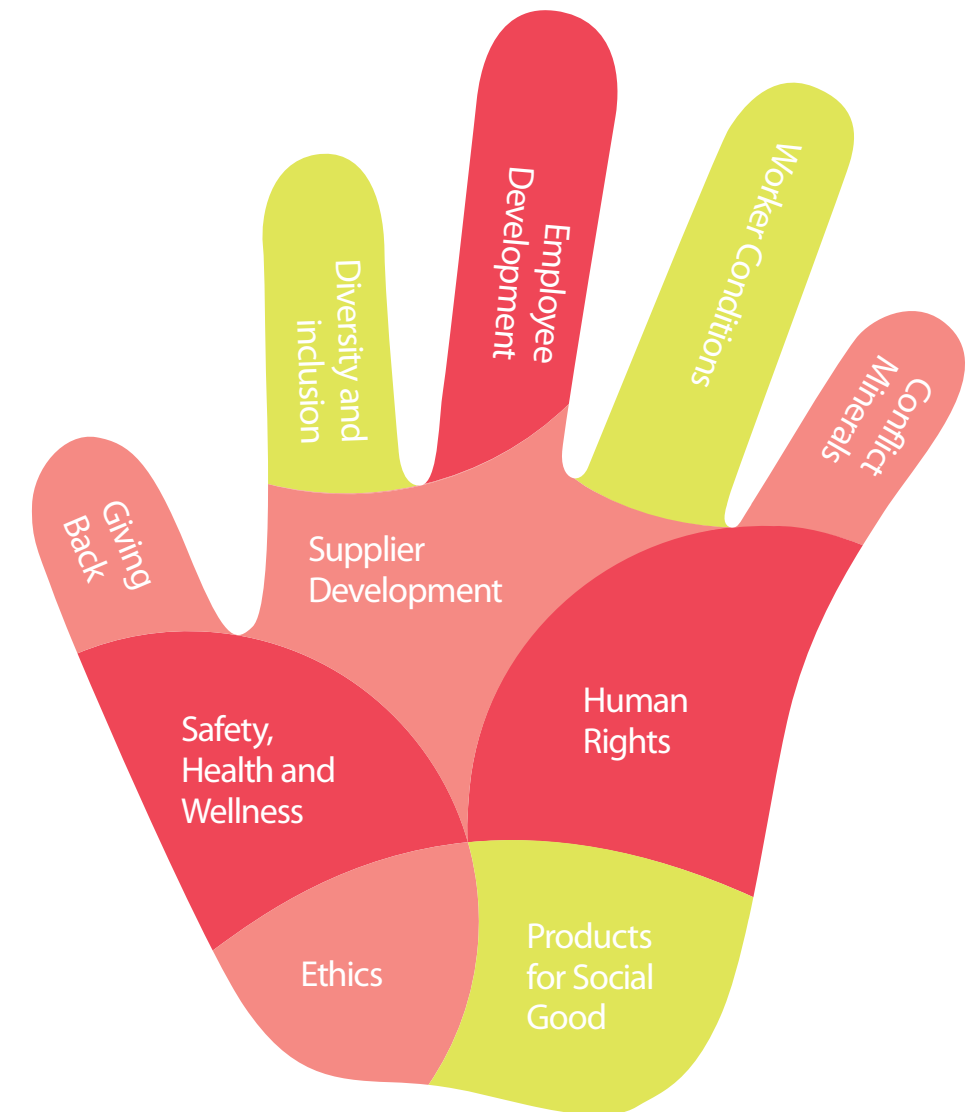 Giving
Back
Diversity and
inclusion
Employee
Development
Worker Conditions
Conflict
Minerals
Supplier
Development
Safety,
Health and
Wellness
Human
Rights
Ethics
Products
for Social
Good